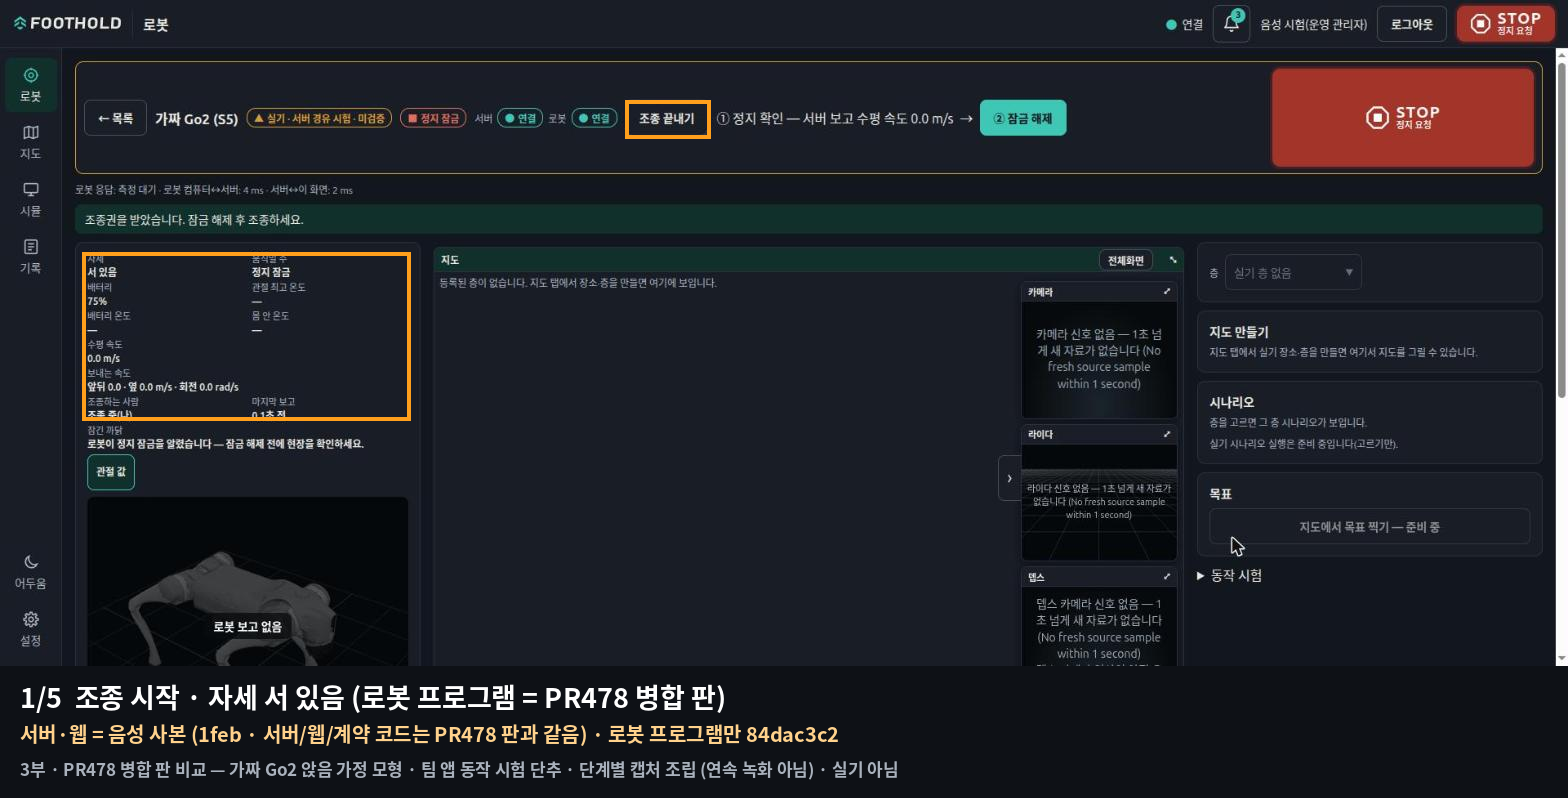 FOOTHOLD
로봇
연결
3
음성 시험(운영 관리자)
로그아웃
STOP
정지 요청
로봇
지도
시뮬
기록
어두움
설정
← 목록
가짜 Go2 (S5)
▲ 실기 · 서버 경유 시험 · 미검증
■ 정지 잠금
서버 ● 연결
로봇 ● 연결
조종 끝내기
① 정지 확인 — 서버 보고 수평 속도 0.0 m/s →
② 잠금 해제
STOP
정지 요청
로봇 응답: 측정 대기 · 로봇 컴퓨터↔서버: 4 ms · 서버↔이 화면: 2 ms
조종권을 받았습니다. 잠금 해제 후 조종하세요.
자세
움직일 수
서 있음
정지 잠금
배터리
관절 최고 온도
75%
—
배터리 온도
몸 안 온도
—
—
수평 속도
0.0 m/s
보내는 속도
앞뒤 0.0 · 옆 0.0 m/s · 회전 0.0 rad/s
조종하는 사람
마지막 보고
조종 중(나)
0.1초 전
잠긴 까닭
로봇이 정지 잠금을 알렸습니다 — 잠금 해제 전에 현장을 확인하세요.
관절 값
로봇 보고 없음
지도
전체화면
등록된 층이 없습니다. 지도 탭에서 장소·층을 만들면 여기에 보입니다.
카메라
카메라 신호 없음 — 1초 넘
게 새 자료가 없습니다 (No
fresh source sample
within 1 second)
라이다
라이다 신호 없음 — 1초 넘게 새 자료가
없습니다 (No fresh source sample
within 1 second)
뎁스
뎁스 카메라 신호 없음 — 1
초 넘게 새 자료가 없습니다
(No fresh source sample
within 1 second)
층
실기 층 없음
지도 만들기
지도 탭에서 실기 장소·층을 만들면 여기서 지도를 그릴 수 있습니다.
시나리오
층을 고르면 그 층 시나리오가 보입니다.
실기 시나리오 실행은 준비 중입니다(고르기만).
목표
지도에서 목표 찍기 — 준비 중
▶ 동작 시험
1/5 조종 시작 · 자세 서 있음 (로봇 프로그램 = PR478 병합 판)
서버·웹 = 음성 사본 (1feb · 서버/웹/계약 코드는 PR478 판과 같음) · 로봇 프로그램만 84dac3c2
3부 · PR478 병합 판 비교 — 가짜 Go2 앉음 가정 모형 · 팀 앱 동작 시험 단추 · 단계별 캡처 조립 (연속 녹화 아님) · 실기 아님